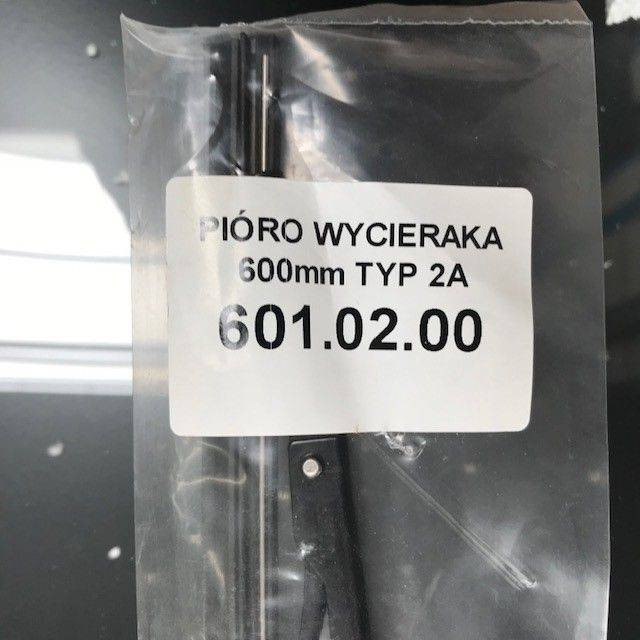 PIÓRO WYCIERAKA
600mm TYP 2A
601.02.00